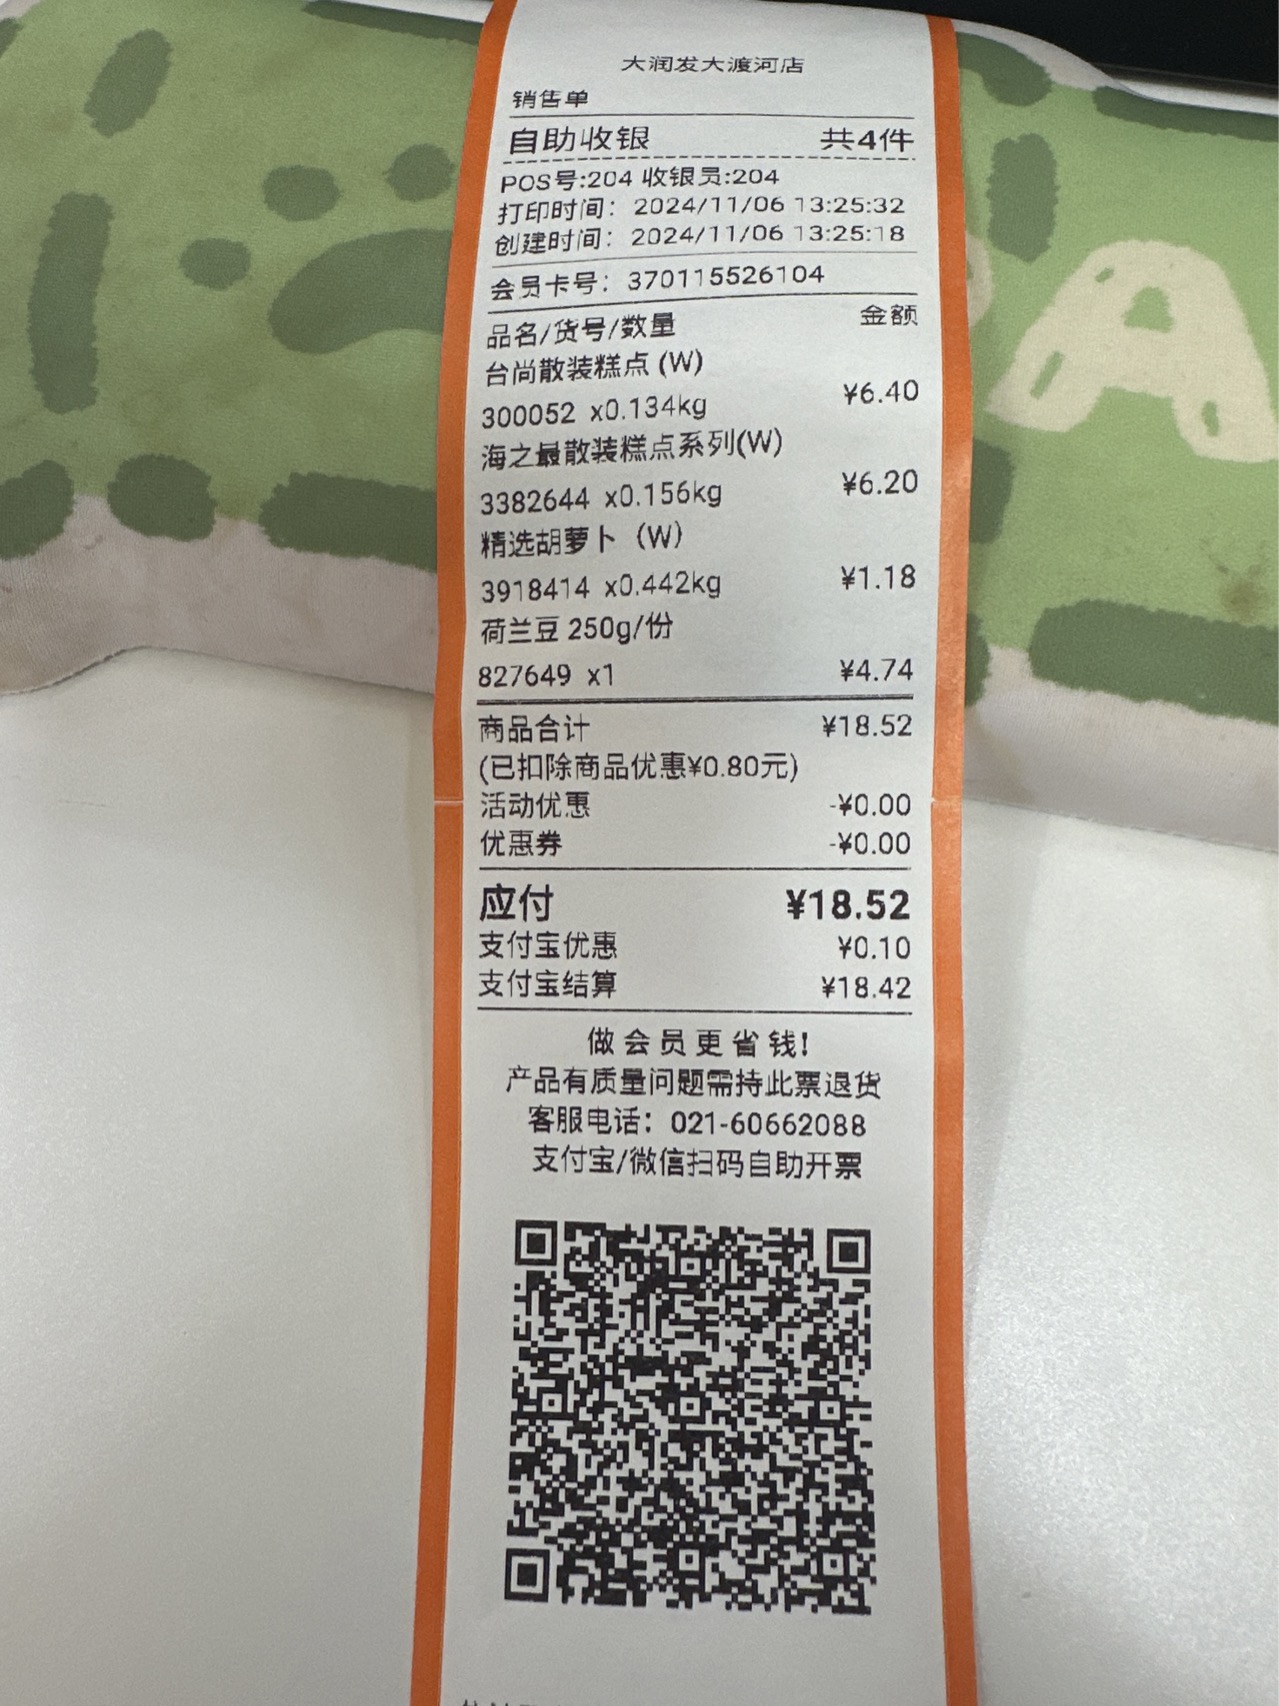 大润发大渡河店
销售单
自助收银 共4件
POS号:204 收银员:204
打印时间：2024/11/06 13:25:32
创建时间：2024/11/06 13:25:18
会员卡号：370115526104
品名/货号/数量 金额
台尚散装糕点 (W)
300052 x0.134kg ¥6.40
海之最散装糕点系列(W)
3382644 x0.156kg ¥6.20
精选胡萝卜（W）
3918414 x0.442kg ¥1.18
荷兰豆 250g/份
827649 x1 ¥4.74
商品合计 ¥18.52
(已扣除商品优惠¥0.80元)
活动优惠 -¥0.00
优惠券 -¥0.00
应付 ¥18.52
支付宝优惠 ¥0.10
支付宝结算 ¥18.42
做会员更省钱!
产品有质量问题需持此票退货
客服电话：021-60662088
支付宝/微信扫码自助开票
A